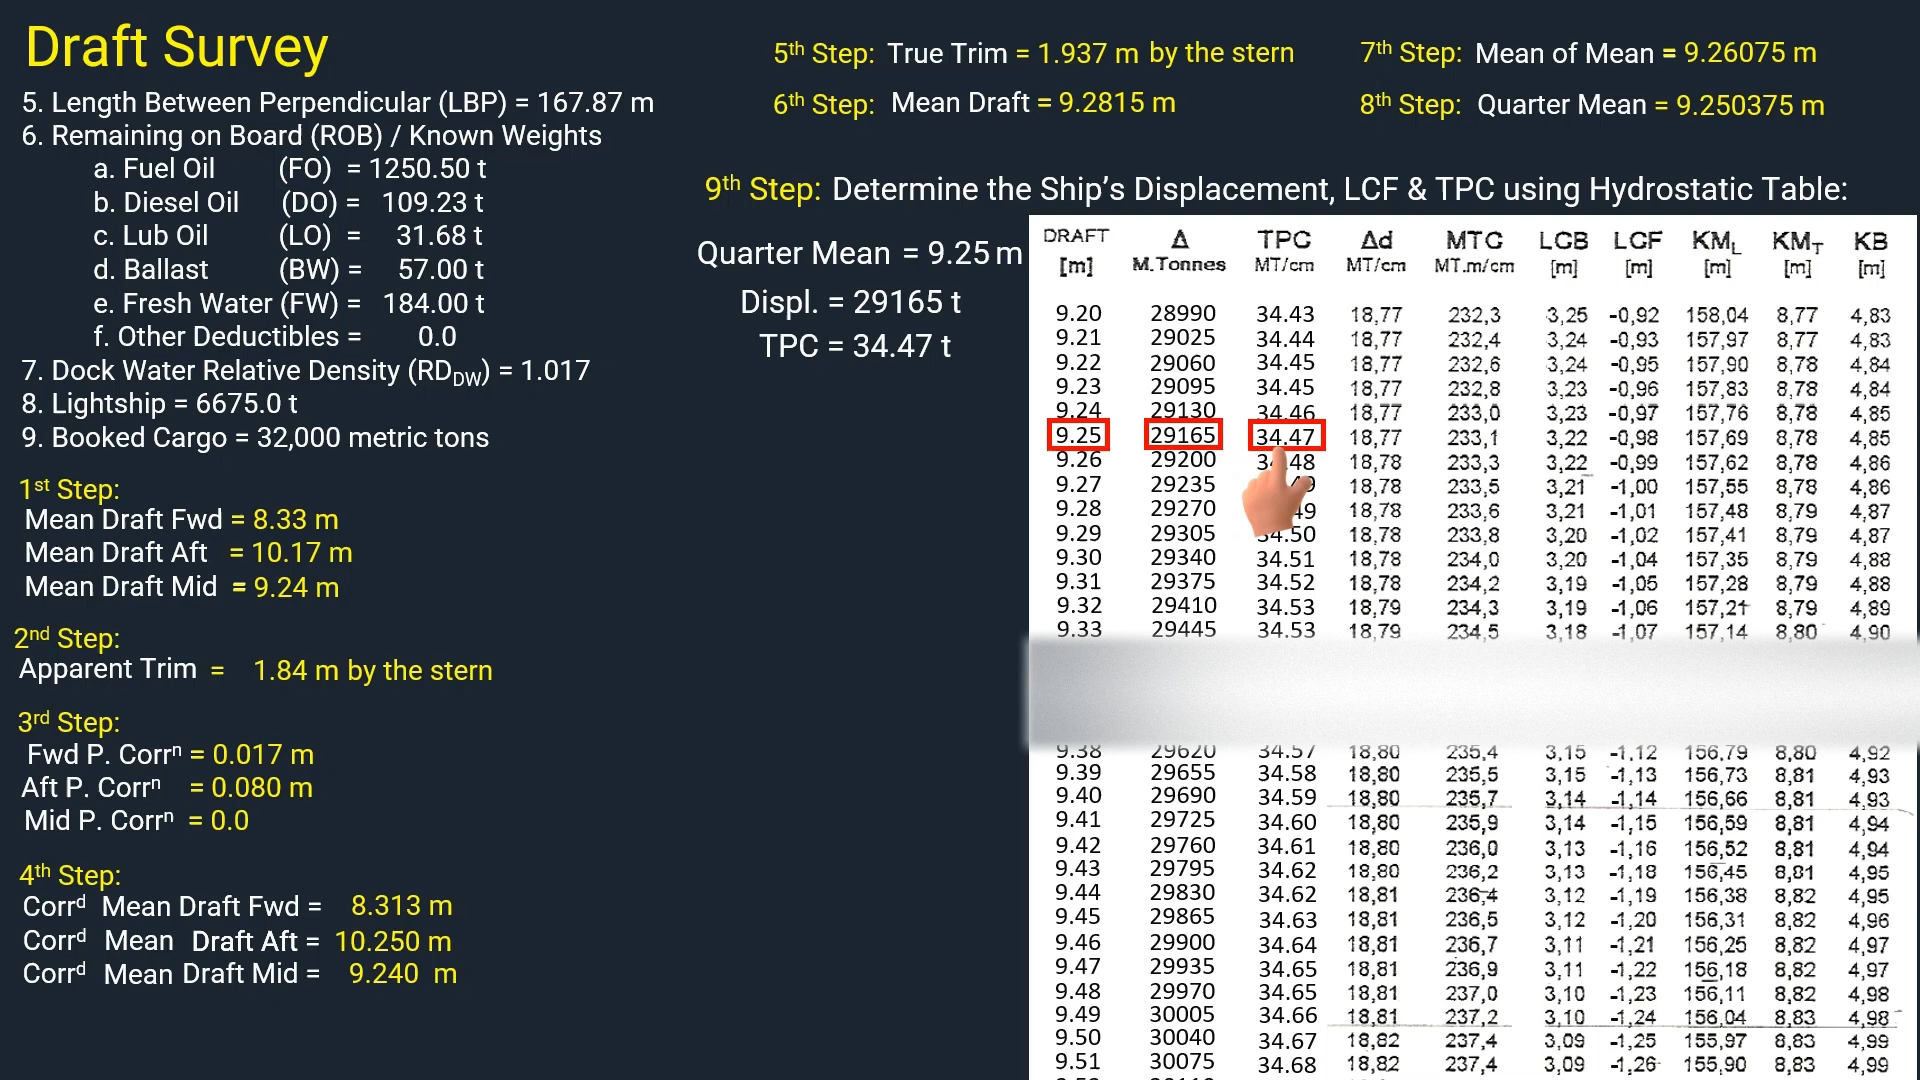 Draft Survey
5. Length Between Perpendicular (LBP) = 167.87 m
6. Remaining on Board (ROB) / Known Weights
a. Fuel Oil (FO) = 1250.50 t
b. Diesel Oil (DO) = 109.23 t
c. Lub Oil (LO) = 31.68 t
d. Ballast (BW) = 57.00 t
e. Fresh Water (FW) = 184.00 t
f. Other Deductibles = 0.0
7. Dock Water Relative Density (RDDW) = 1.017
8. Lightship = 6675.0 t
9. Booked Cargo = 32,000 metric tons
1st Step:
Mean Draft Fwd = 8.33 m
Mean Draft Aft = 10.17 m
Mean Draft Mid = 9.24 m
2nd Step:
Apparent Trim = 1.84 m by the stern
3rd Step:
Fwd P. Corrn = 0.017 m
Aft P. Corrn = 0.080 m
Mid P. Corrn = 0.0
4th Step:
Corrd Mean Draft Fwd = 8.313 m
Corrd Mean Draft Aft = 10.250 m
Corrd Mean Draft Mid = 9.240 m
5th Step: True Trim = 1.937 m by the stern
6th Step: Mean Draft = 9.2815 m
7th Step: Mean of Mean = 9.26075 m
8th Step: Quarter Mean = 9.250375 m
9th Step: Determine the Ship's Displacement, LCF & TPC using Hydrostatic Table:
Quarter Mean = 9.25 m
Displ. = 29165 t
TPC = 34.47 t
DRAFT Δ TPC Δd MTC LCB LCF KML KMT KB
[m] M.Tonnes MT/cm MT/cm MT.m/cm [m] [m] [m] [m] [m]
9.20 28990 34.43 18,77 232,3 3,25 -0,92 158,04 8,77 4,83
9.21 29025 34.44 18,77 232,4 3,24 -0,93 157,97 8,77 4,83
9.22 29060 34.45 18,77 232,6 3,24 -0,95 157,90 8,78 4,84
9.23 29095 34.45 18,77 232,8 3,23 -0,96 157,83 8,78 4,84
9.24 29130 34.46 18,77 233,0 3,23 -0,97 157,76 8,78 4,85
9.25 29165 34.47 18,77 233,1 3,22 -0,98 157,69 8,78 4,85
9.26 29200 34.48 18,78 233,3 3,22 -0,99 157,62 8,78 4,86
9.27 29235 18,78 233,5 3,21 -1,00 157,55 8,78 4,86
9.28 29270 49 18,78 233,6 3,21 -1,01 157,48 8,79 4,87
9.29 29305 34.50 18,78 233,8 3,20 -1,02 157,41 8,79 4,87
9.30 29340 34.51 18,78 234,0 3,20 -1,04 157,35 8,79 4,88
9.31 29375 34.52 18,78 234,2 3,19 -1,05 157,28 8,79 4,88
9.32 29410 34.53 18,79 234,3 3,19 -1,06 157,21 8,79 4,89
9.33 29445 34.53 18,79 234,5 3,18 -1,07 157,14 8,80 4,90
9.38 29620 34.57 18,80 235,4 3,15 -1,12 156,79 8,80 4,92
9.39 29655 34.58 18,80 235,5 3,15 -1,13 156,73 8,81 4,93
9.40 29690 34.59 18,80 235,7 3,14 -1,14 156,66 8,81 4,93
9.41 29725 34.60 18,80 235,9 3,14 -1,15 156,59 8,81 4,94
9.42 29760 34.61 18,80 236,0 3,13 -1,16 156,52 8,81 4,94
9.43 29795 34.62 18,80 236,2 3,13 -1,18 156,45 8,81 4,95
9.44 29830 34.62 18,81 236,4 3,12 -1,19 156,38 8,82 4,95
9.45 29865 34.63 18,81 236,5 3,12 -1,20 156,31 8,82 4,96
9.46 29900 34.64 18,81 236,7 3,11 -1,21 156,25 8,82 4,97
9.47 29935 34.65 18,81 236,9 3,11 -1,22 156,18 8,82 4,97
9.48 29970 34.65 18,81 237,0 3,10 -1,23 156,11 8,82 4,98
9.49 30005 34.66 18,81 237,2 3,10 -1,24 156,04 8,83 4,98
9.50 30040 34.67 18,82 237,4 3,09 -1,25 155,97 8,83 4,99
9.51 30075 34.68 18,82 237,4 3,09 -1,26 155,90 8,83 4,99